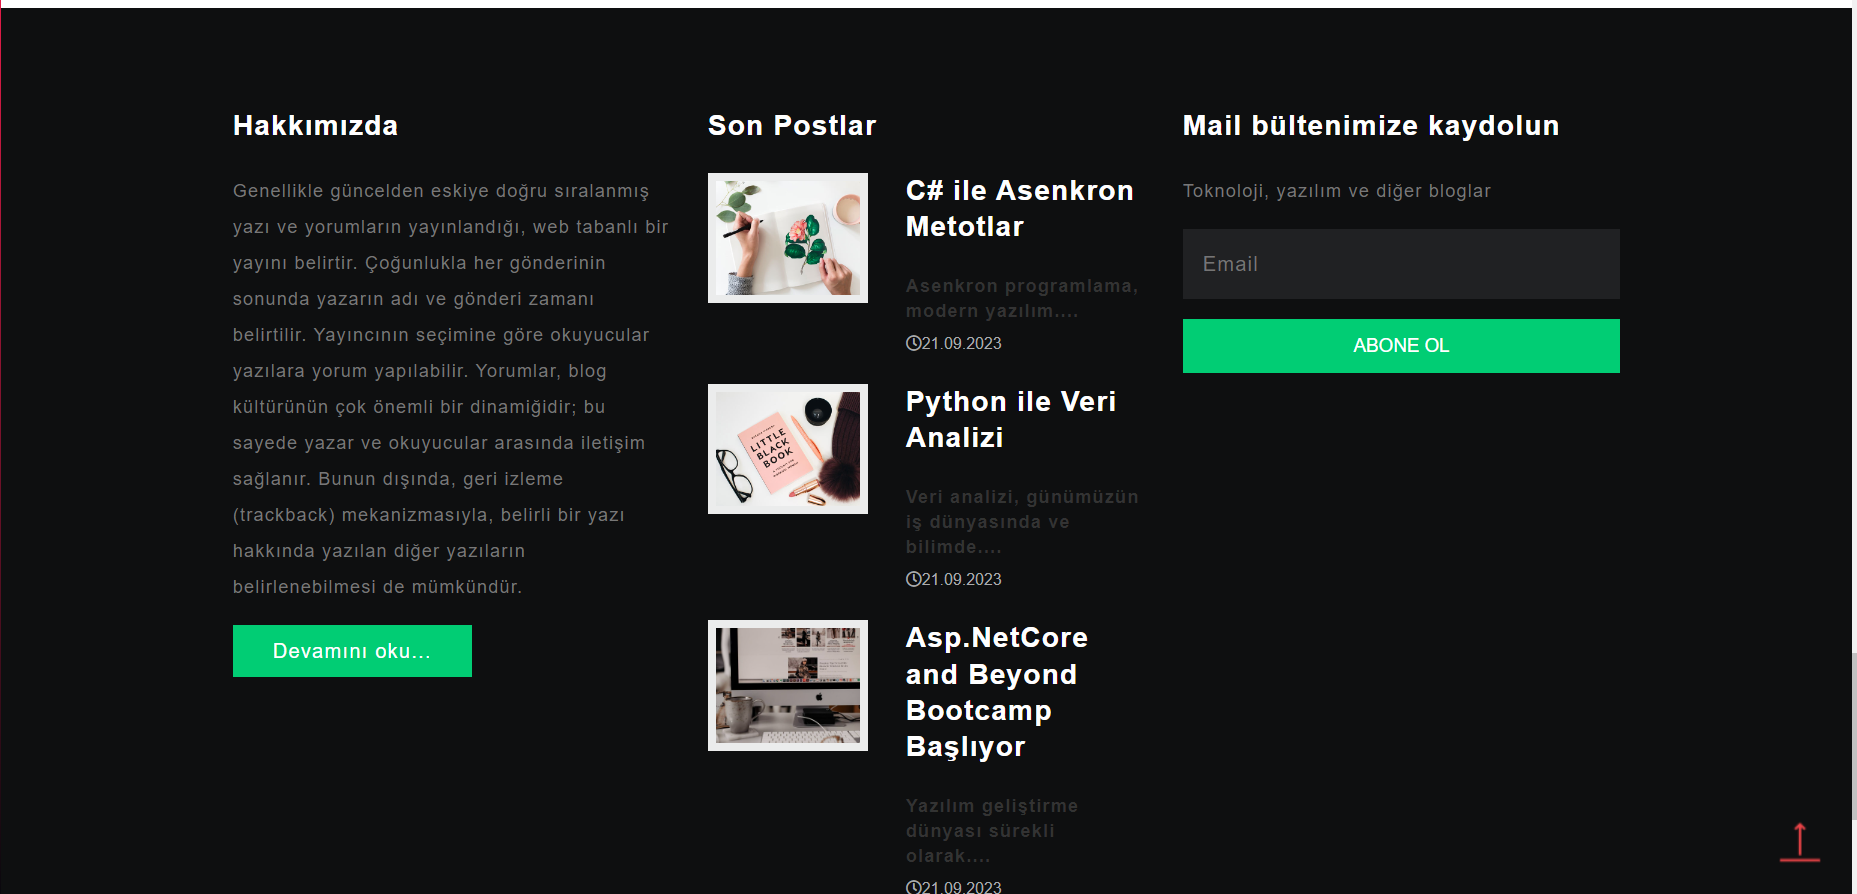 Hakkımızda
Genellikle güncelden eskiye doğru sıralanmış
yazı ve yorumların yayınlandığı, web tabanlı bir
yayını belirtir. Çoğunlukla her gönderinin
sonunda yazarın adı ve gönderi zamanı
belirtilir. Yayıncının seçimine göre okuyucular
yazılara yorum yapılabilir. Yorumlar, blog
kültürünün çok önemli bir dinamiğidir; bu
sayede yazar ve okuyucular arasında iletişim
sağlanır. Bunun dışında, geri izleme
(trackback) mekanizmasıyla, belirli bir yazı
hakkında yazılan diğer yazıların
belirlenebilmesi de mümkündür.
Devamını oku...
Son Postlar
C# ile Asenkron
Metotlar
Asenkron programlama,
modern yazılım....
21.09.2023
LITTLE
BLACK
BOOK
Python ile Veri
Analizi
Veri analizi, günümüzün
iş dünyasında ve
bilimde....
21.09.2023
Asp.NetCore
and Beyond
Bootcamp
Başlıyor
Yazılım geliştirme
dünyası sürekli
olarak....
21.09.2023
Mail bültenimize kaydolun
Toknoloji, yazılım ve diğer bloglar
Email
ABONE OL